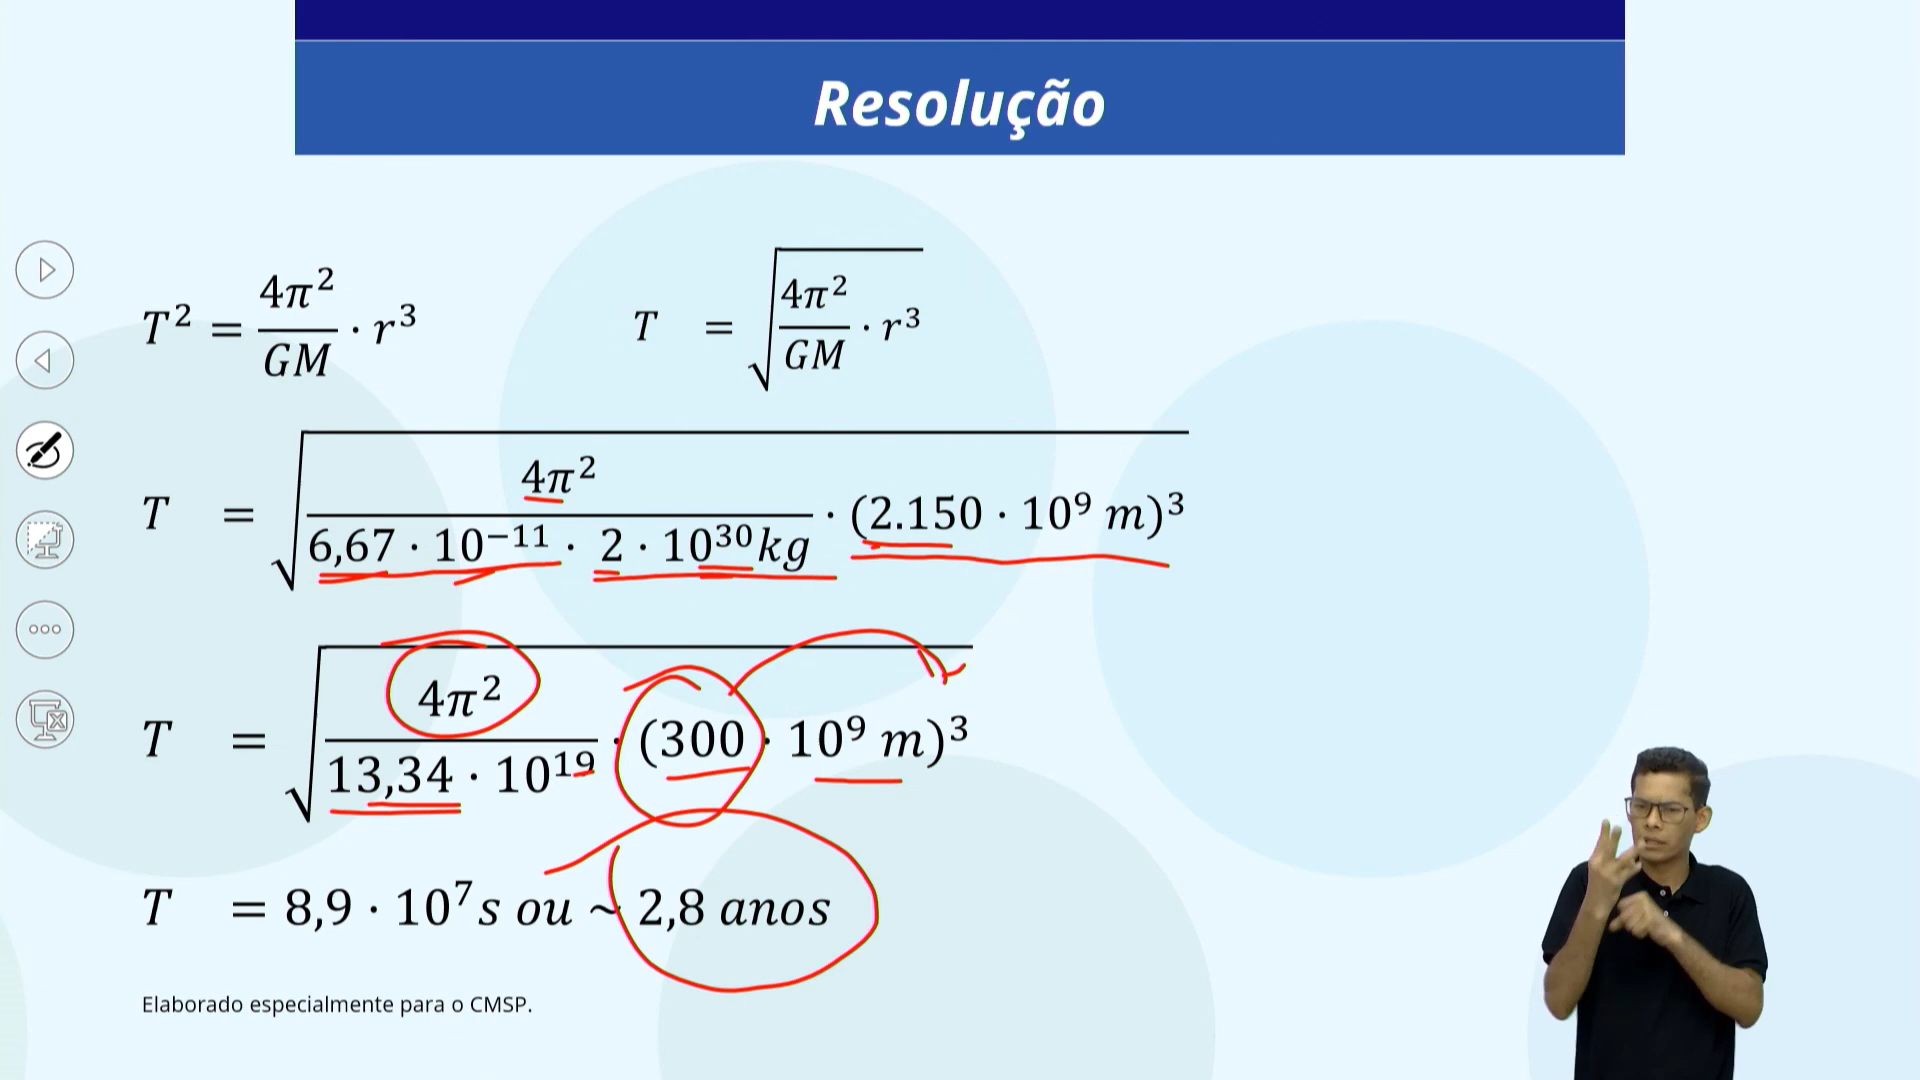 Resolução
T² = 4π²/GM · r³    T = √(4π²/GM · r³)
T = √(4π²/(6,67 · 10⁻¹¹ · 2 · 10³⁰kg) · (2.150 · 10⁹ m)³)
T = √(4π²/(13,34 · 10¹⁹) · (300 · 10⁹ m)³)
T = 8,9 · 10⁷s ou ~ 2,8 anos
Elaborado especialmente para o CMSP.